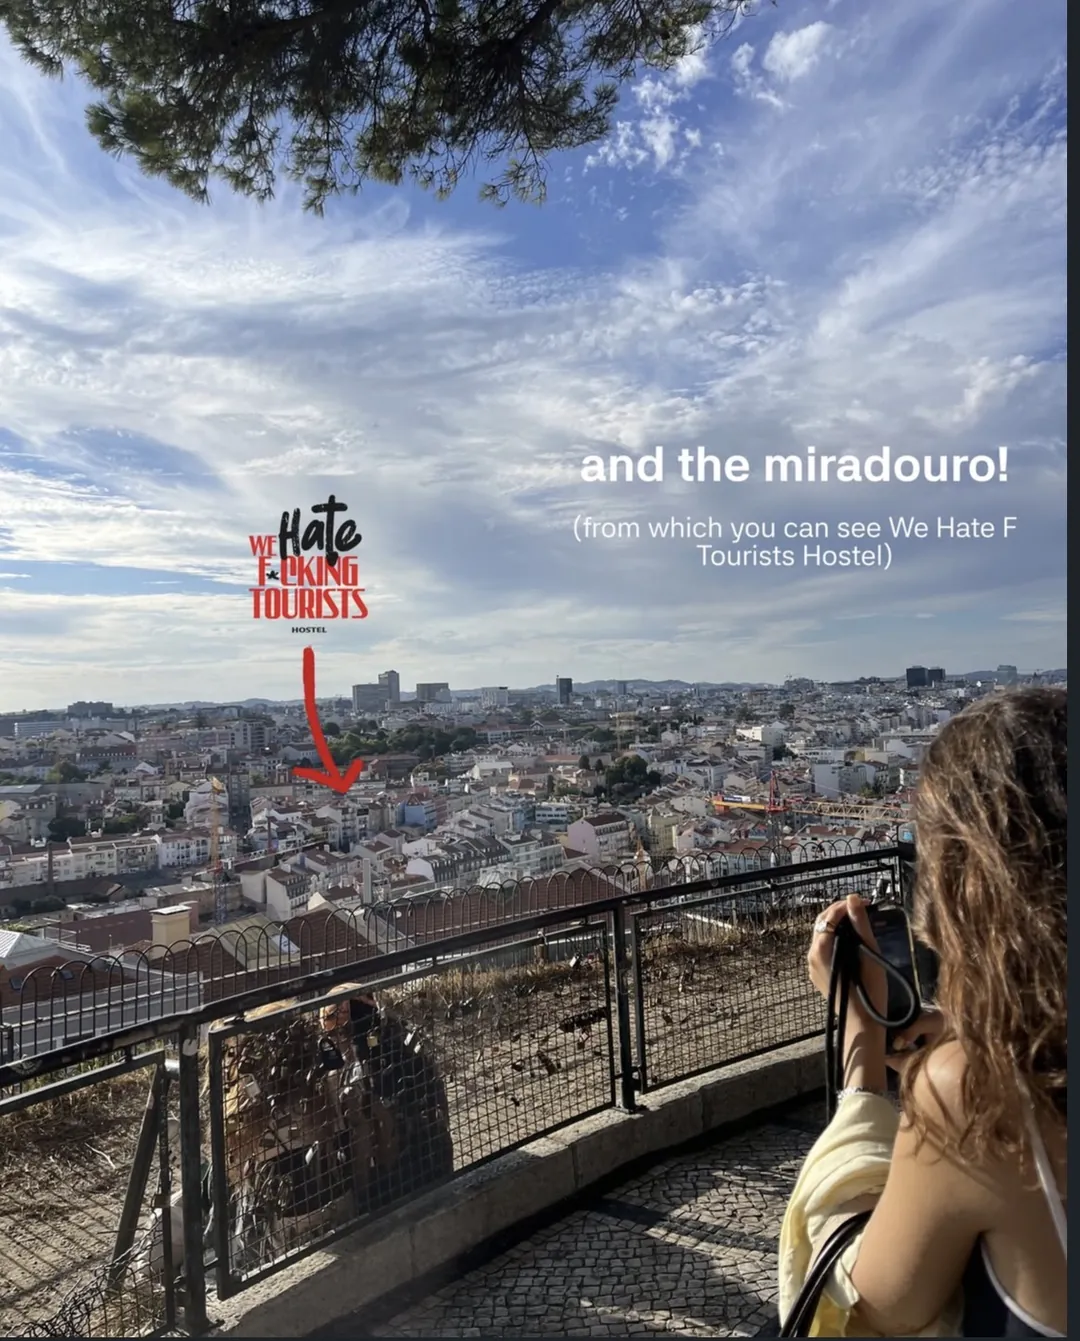 and the miradouro!
(from which you can see We Hate F
Tourists Hostel)
WE Hate
F*CKING
TOURISTS
HOSTEL